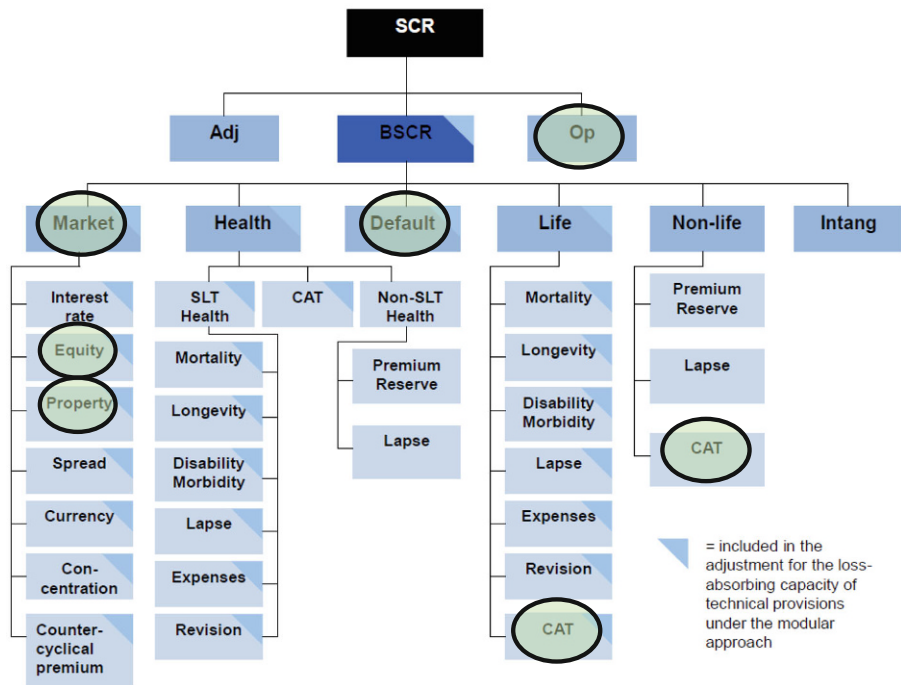 SCR
Adj
BSCR
Op
Market
Health
Default
Life
Non-life
Intang
Interest
rate
Equity
Property
Spread
Currency
Con-
centration
Counter-
cyclical
premium
SLT
Health
CAT
Non-SLT
Health
Mortality
Longevity
Disability
Morbidity
Lapse
Expenses
Revision
Premium
Reserve
Lapse
Mortality
Longevity
Disability
Morbidity
Lapse
Expenses
Revision
CAT
Premium
Reserve
Lapse
CAT
= included in the
adjustment for the loss-
absorbing capacity of
technical provisions
under the modular
approach